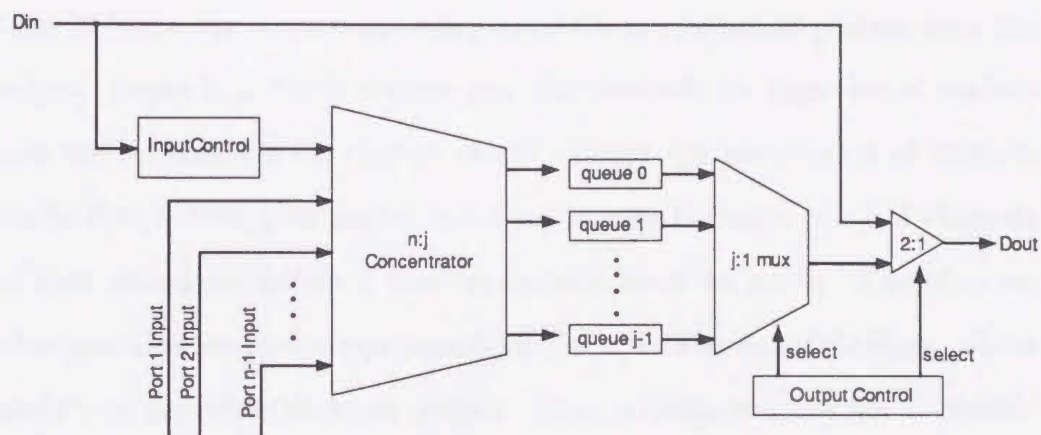 Din
InputControl
n:j
Concentrator
Port 1 Input
Port 2 Input
Port n-1 Input
queue 0
queue 1
queue j-1
j:1 mux
2:1
Dout
select
select
Output Control